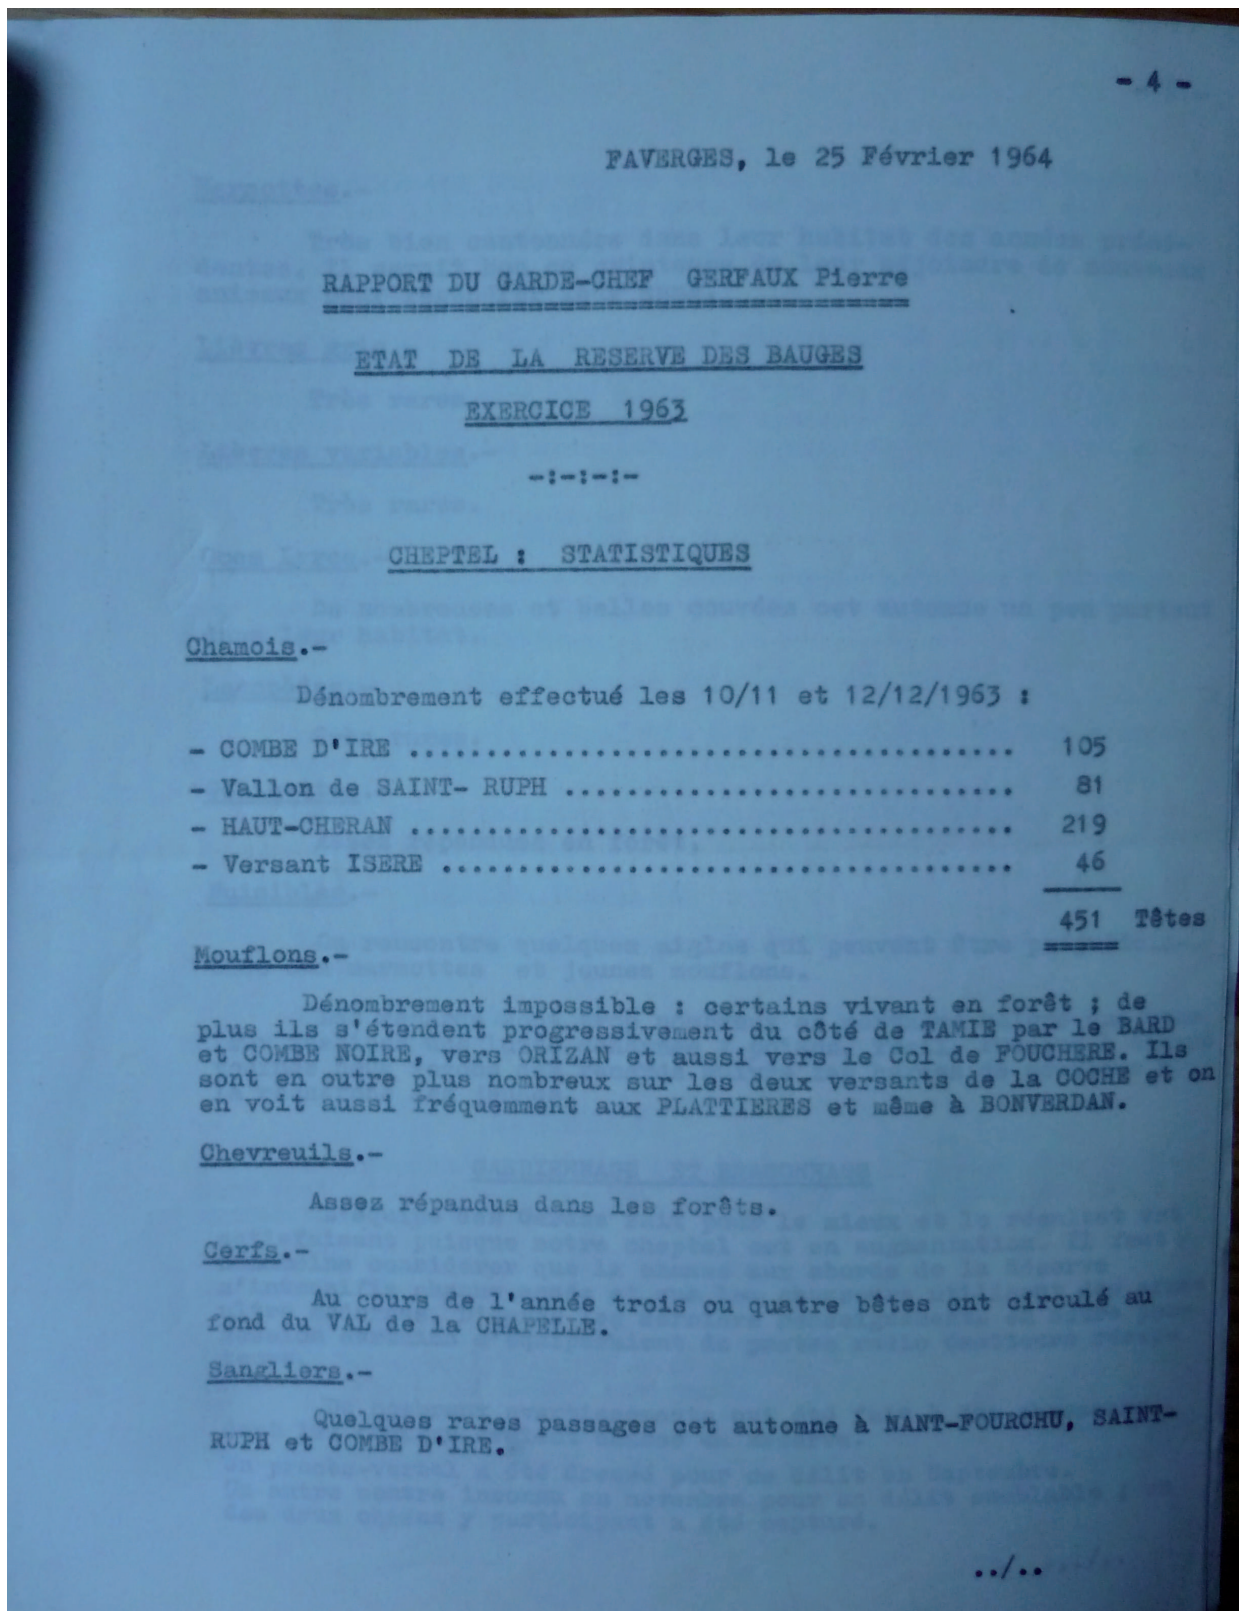 - 4 -
FAVERGES, le 25 Février 1964
RAPPORT DU GARDE-CHEF GERFAUX Pierre
ETAT DE LA RESERVE DES BAUGES
EXERCICE 1963
-:-:-:-
CHEPTEL : STATISTIQUES
Chamois.-
Dénombrement effectué les 10/11 et 12/12/1963 :
- COMBE D'IRE ....................................... 105
- Vallon de SAINT- RUPH ............................. 81
- HAUT-CHERAN ....................................... 219
- Versant ISERE ..................................... 46
451 Têtes
Mouflons.-
Dénombrement impossible : certains vivant en forêt ; de
plus ils s'étendent progressivement du côté de TAMIE par le BARD
et COMBE NOIRE, vers ORIZAN et aussi vers le Col de FOUCHERE. Ils
sont en outre plus nombreux sur les deux versants de la COCHE et on
en voit aussi fréquemment aux PLATTIERES et même à BONVERDAN.
Chevreuils.-
Assez répandus dans les forêts.
Cerfs.-
Au cours de l'année trois ou quatre bêtes ont circulé au
fond du VAL de la CHAPELLE.
Sangliers.-
Quelques rares passages cet automne à NANT-FOURCHU, SAINT-
RUPH et COMBE D'IRE.
../..